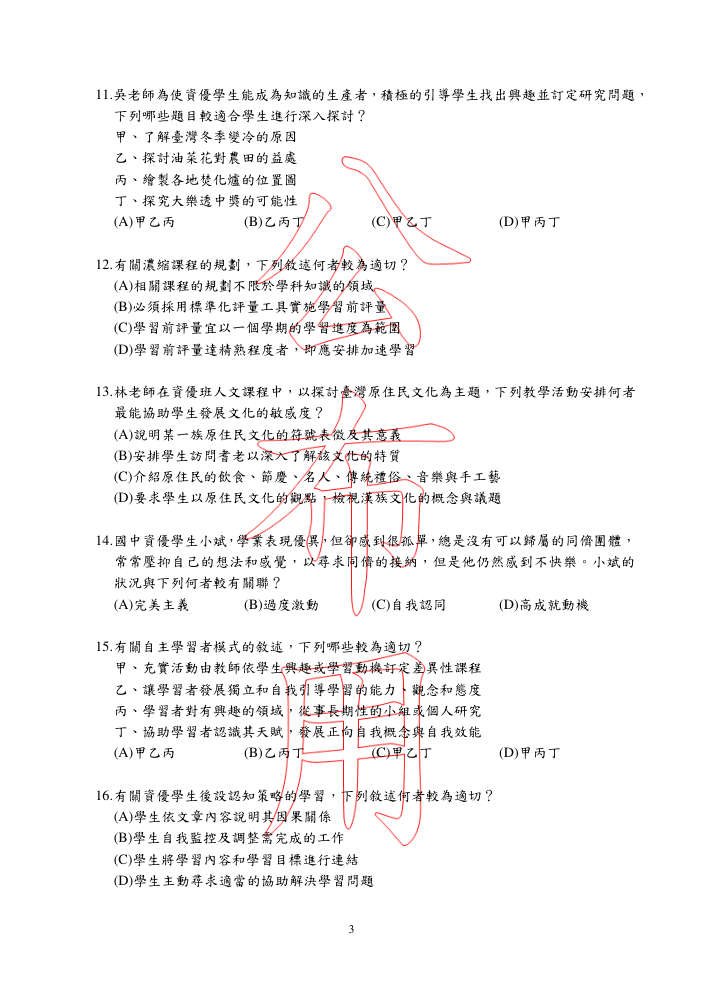 11.吳老師為使資優學生能成為知識的生產者，積極的引導學生找出興趣並訂定研究問題，
下列哪些題目較適合學生進行深入探討？
甲、了解臺灣冬季變冷的原因
乙、探討油菜花對農田的益處
丙、繪製各地焚化爐的位置圖
丁、探究大樂透中獎的可能性
(A)甲乙丙 (B)乙丙丁 (C)甲乙丁 (D)甲丙丁
12.有關濃縮課程的規劃，下列敘述何者較為適切？
(A)相關課程的規劃不限於學科知識的領域
(B)必須採用標準化評量工具實施學習前評量
(C)學習前評量宜以一個學期的學習進度為範圍
(D)學習前評量達精熟程度者，即應安排加速學習
13.林老師在資優班人文課程中，以探討臺灣原住民文化為主題，下列教學活動安排何者
最能協助學生發展文化的敏感度？
(A)說明某一族原住民文化的符號表徵及其意義
(B)安排學生訪問耆老以深入了解該文化的特質
(C)介紹原住民的飲食、節慶、名人、傳統禮俗、音樂與手工藝
(D)要求學生以原住民文化的觀點，檢視漢族文化的概念與議題
14.國中資優學生小斌，學業表現優異，但卻感到很孤單，總是沒有可以歸屬的同儕團體，
常常壓抑自己的想法和感覺，以尋求同儕的接納，但是他仍然感到不快樂。小斌的
狀況與下列何者較有關聯？
(A)完美主義 (B)過度激動 (C)自我認同 (D)高成就動機
15.有關自主學習者模式的敘述，下列哪些較為適切？
甲、充實活動由教師依學生興趣或學習動機訂定差異性課程
乙、讓學習者發展獨立和自我引導學習的能力、觀念和態度
丙、學習者對有興趣的領域，從事長期性的小組或個人研究
丁、協助學習者認識其天賦，發展正向自我概念與自我效能
(A)甲乙丙 (B)乙丙丁 (C)甲乙丁 (D)甲丙丁
16.有關資優學生後設認知策略的學習，下列敘述何者較為適切？
(A)學生依文章內容說明其因果關係
(B)學生自我監控及調整需完成的工作
(C)學生將學習內容和學習目標進行連結
(D)學生主動尋求適當的協助解決學習問題
3
公布用